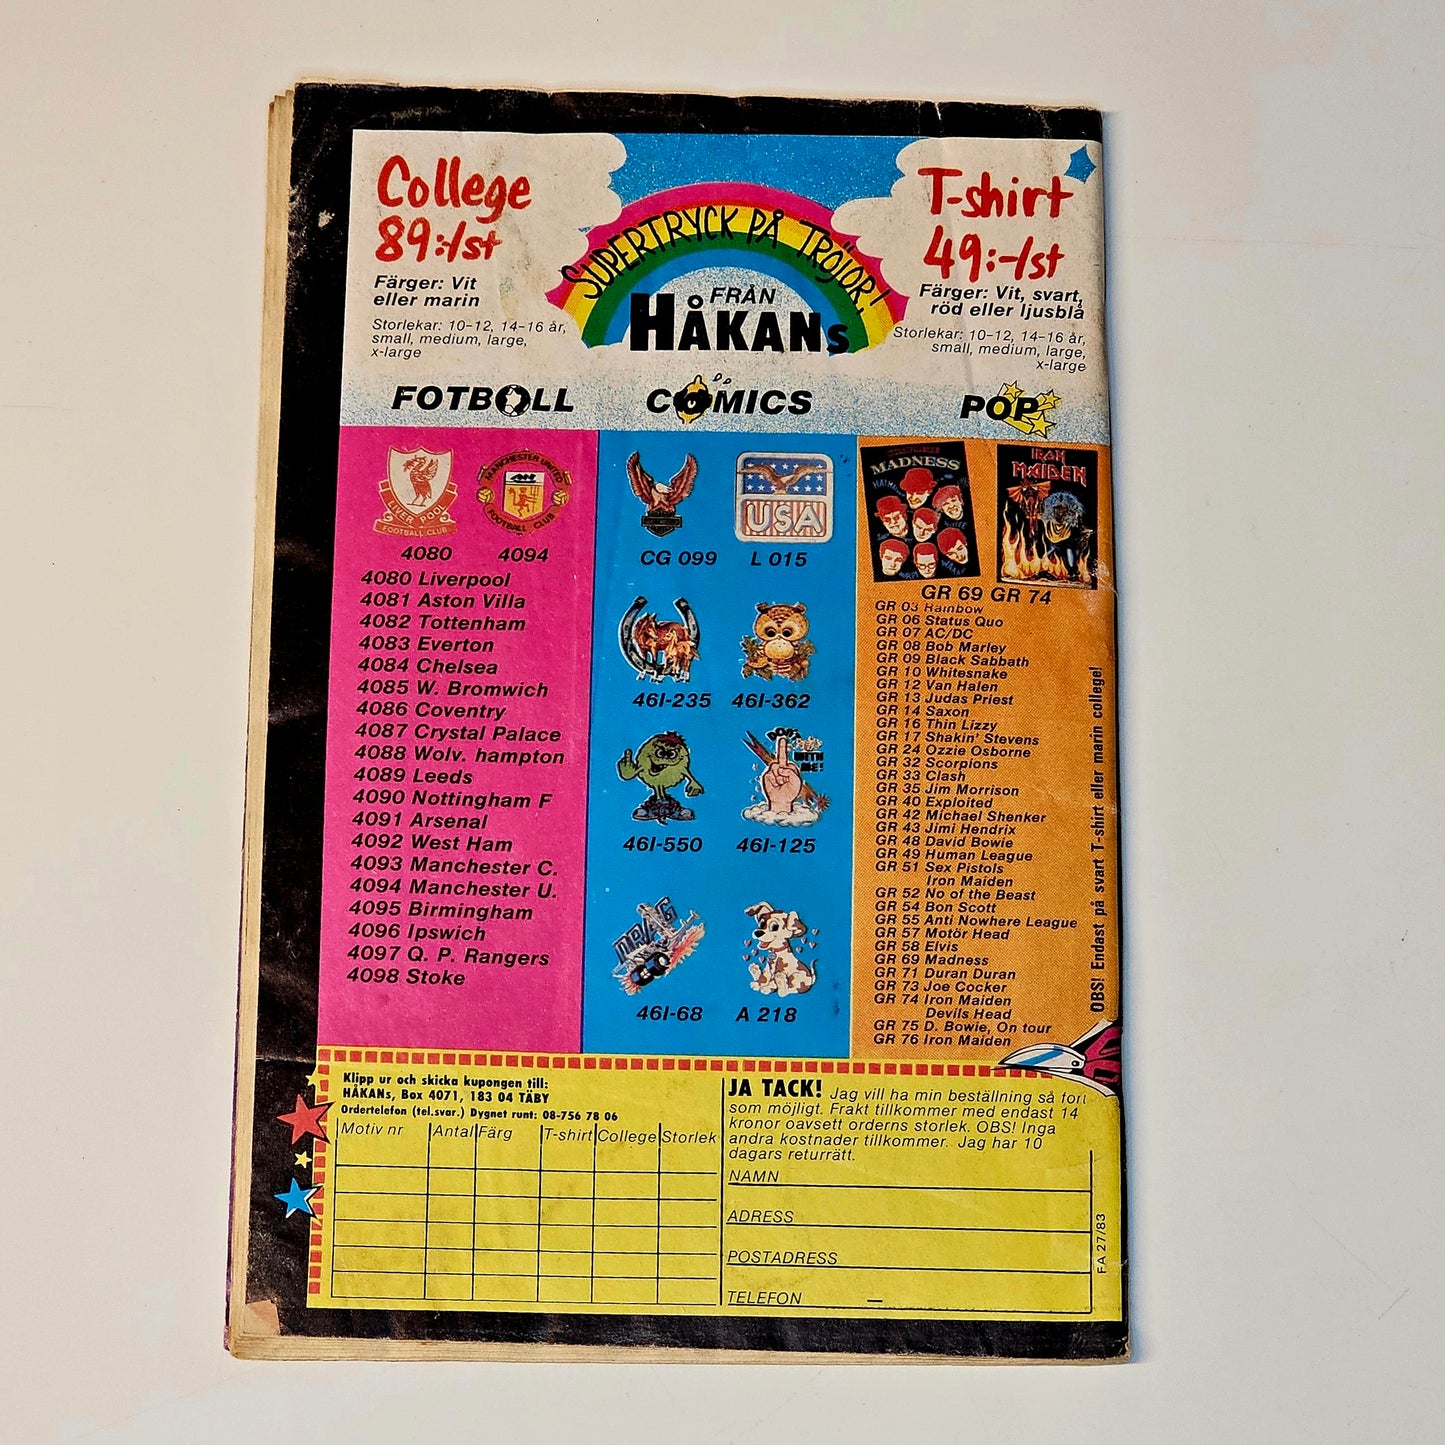 College
89:-/st
Färger: Vit
eller marin
Storlekar: 10-12, 14-16 år,
small, medium, large,
x-large
SUPERTRYCK PÅ TRÖJOR!
FRÅN
HÅKANs
T-shirt
49:-/st
Färger: Vit, svart,
röd eller ljusblå
Storlekar: 10-12, 14-16 år,
small, medium, large,
x-large
FOTBOLL
COMICS
POP
LIVERPOOL
FOOTBALL CLUB
MANCHESTER UNITED
FOOTBALL CLUB
4080 4094
4080 Liverpool
4081 Aston Villa
4082 Tottenham
4083 Everton
4084 Chelsea
4085 W. Bromwich
4086 Coventry
4087 Crystal Palace
4088 Wolv. hampton
4089 Leeds
4090 Nottingham F
4091 Arsenal
4092 West Ham
4093 Manchester C.
4094 Manchester U.
4095 Birmingham
4096 Ipswich
4097 Q. P. Rangers
4098 Stoke
USA
CG 099 L 015
46I-235 46I-362
WITH
ME!
46I-550 46I-125
DRAG
46I-68 A 218
MADNESS
IRON
MAIDEN
GR 69 GR 74
GR 03 Rainbow
GR 06 Status Quo
GR 07 AC/DC
GR 08 Bob Marley
GR 09 Black Sabbath
GR 10 Whitesnake
GR 12 Van Halen
GR 13 Judas Priest
GR 14 Saxon
GR 16 Thin Lizzy
GR 17 Shakin' Stevens
GR 24 Ozzie Osborne
GR 32 Scorpions
GR 33 Clash
GR 35 Jim Morrison
GR 40 Exploited
GR 42 Michael Shenker
GR 43 Jimi Hendrix
GR 48 David Bowie
GR 49 Human League
GR 51 Sex Pistols
Iron Maiden
GR 52 No of the Beast
GR 54 Bon Scott
GR 55 Anti Nowhere League
GR 57 Motör Head
GR 58 Elvis
GR 69 Madness
GR 71 Duran Duran
GR 73 Joe Cocker
GR 74 Iron Maiden
Devils Head
GR 75 D. Bowie, On tour
GR 76 Iron Maiden
OBS! Endast på svart T-shirt eller marin college!
Klipp ur och skicka kupongen till:
HÅKANs, Box 4071, 183 04 TÄBY
Ordertelefon (tel.svar.) Dygnet runt: 08-756 78 06
Motiv nr Antal Färg T-shirt College Storlek
JA TACK! Jag vill ha min beställning så fort
som möjligt. Frakt tillkommer med endast 14
kronor oavsett orderns storlek. OBS! Inga
andra kostnader tillkommer. Jag har 10
dagars returrätt.
NAMN
ADRESS
POSTADRESS
TELEFON —
FA 27/83